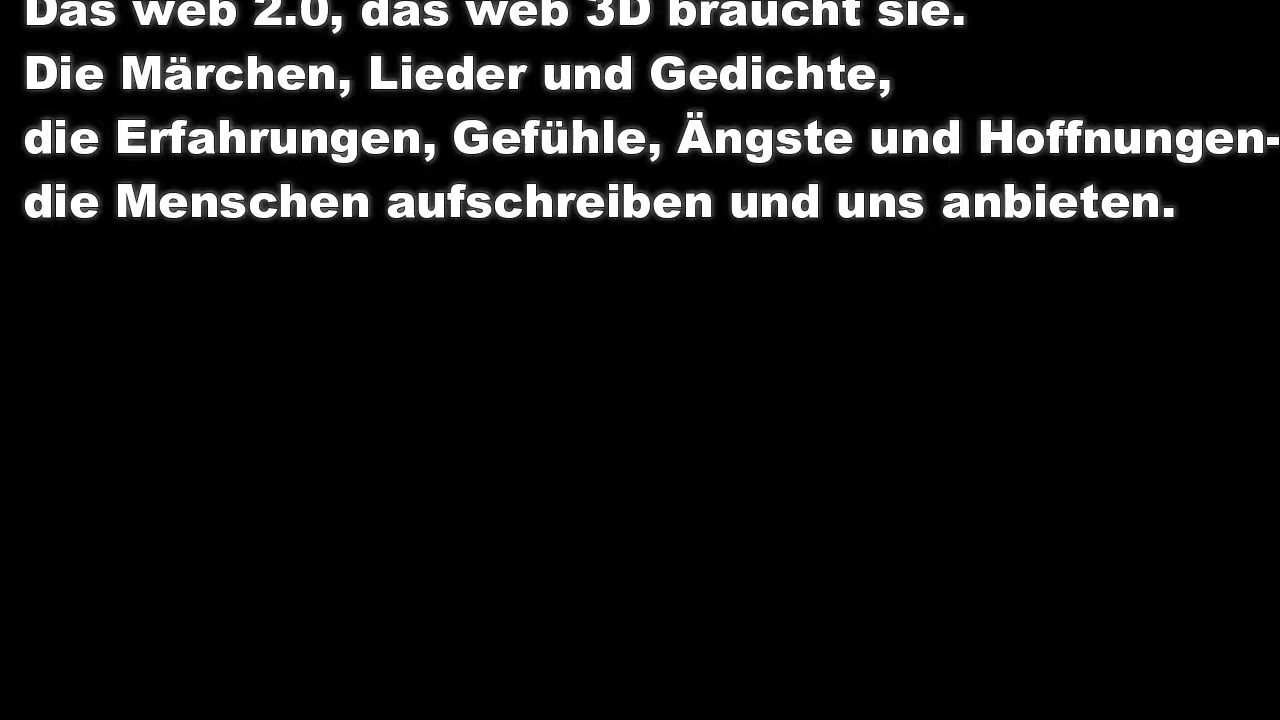 Das web 2.0, das web 3D braucht sie.
Die Märchen, Lieder und Gedichte,
die Erfahrungen, Gefühle, Ängste und Hoffnungen-
die Menschen aufschreiben und uns anbieten.